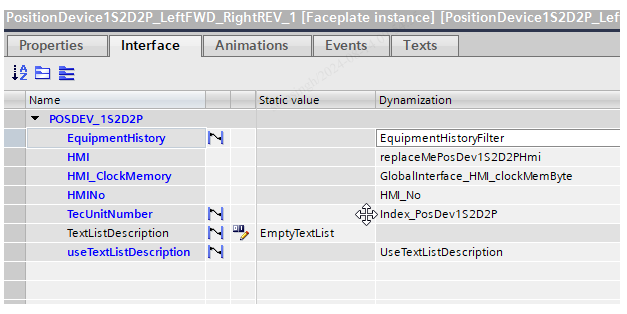 PositionDevice1S2D2P_LeftFWD_RightREV_1 [Faceplate instance] [PositionDevice1S2D2P_Lef
Properties Interface Animations Events Texts
Name Static value Dynamization
POSDEV_1S2D2P
EquipmentHistory EquipmentHistoryFilter
HMI replaceMePosDev1S2D2PHmi
HMI_ClockMemory GlobalInterface_HMI_clockMemByte
HMINo HMI_No
TecUnitNumber Index_PosDev1S2D2P
TextListDescription EmptyTextList
useTextListDescription UseTextListDescription